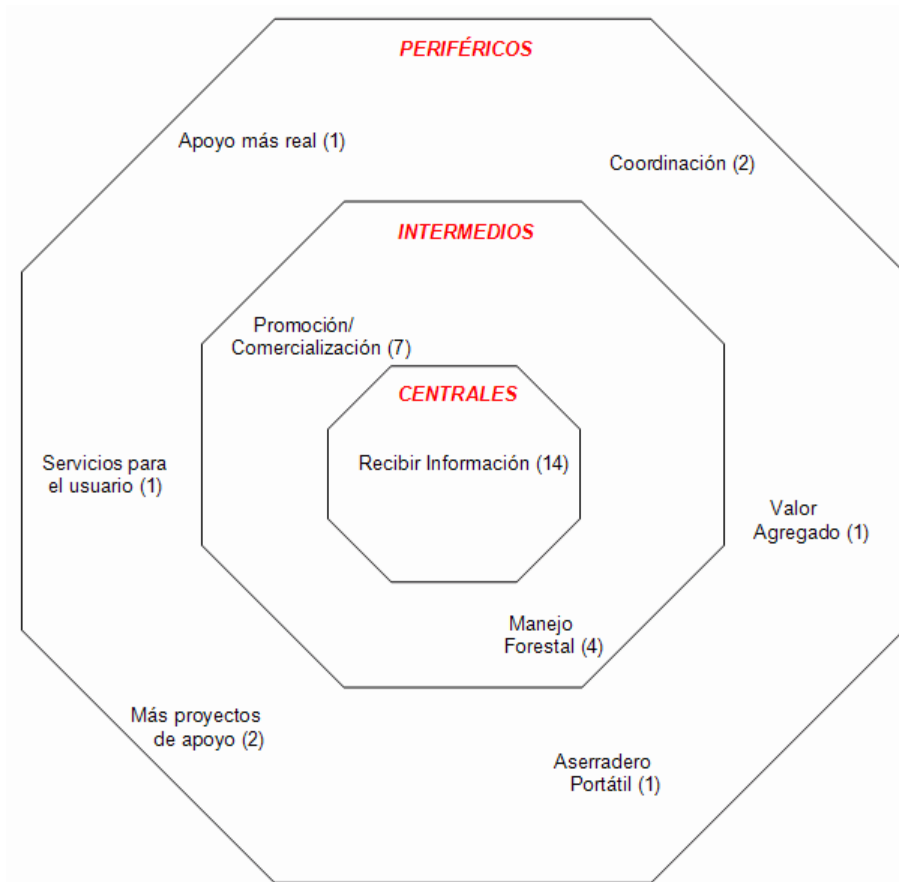 PERIFÉRICOS
Apoyo más real (1)
Coordinación (2)
INTERMEDIOS
Promoción/
Comercialización (7)
CENTRALES
Recibir Información (14)
Servicios para
el usuario (1)
Valor
Agregado (1)
Manejo
Forestal (4)
Más proyectos
de apoyo (2)
Aserradero
Portátil (1)